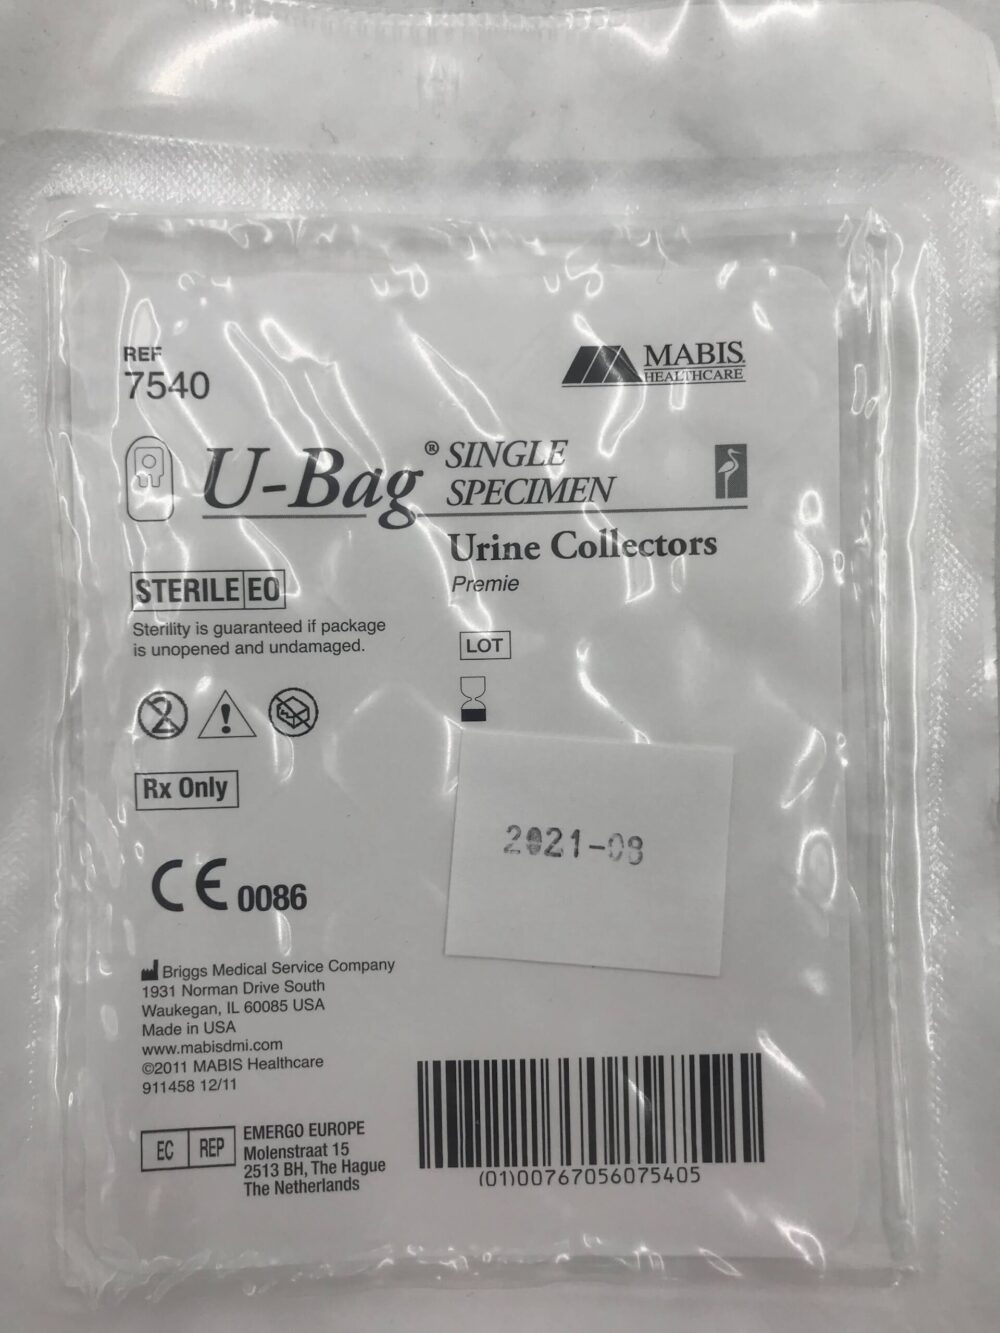 REF
7540
MABIS
HEALTHCARE
U-Bag® SINGLE
SPECIMEN
Urine Collectors
Premie
STERILE EO
Sterility is guaranteed if package
is unopened and undamaged.
LOT
2
!
Rx Only
2021-08
CE 0086
Briggs Medical Service Company
1931 Norman Drive South
Waukegan, IL 60085 USA
Made in USA
www.mabisdmi.com
©2011 MABIS Healthcare
911458 12/11
EC REP
EMERGO EUROPE
Molenstraat 15
2513 BH, The Hague
The Netherlands
(01)00767056075405